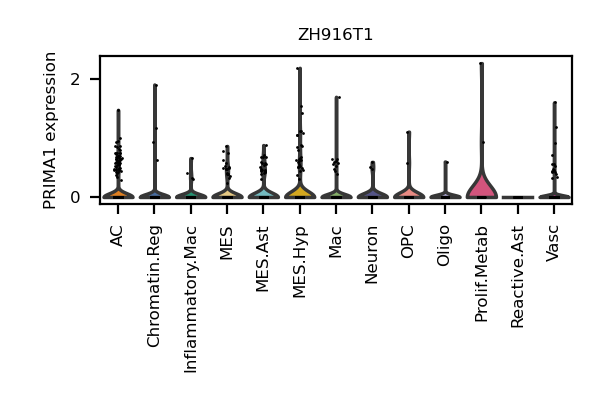 ZH916T1
PRIMA1 expression
2
0
AC
Chromatin.Reg
Inflammatory.Mac
MES
MES.Ast
MES.Hyp
Mac
Neuron
OPC
Oligo
Prolif.Metab
Reactive.Ast
Vasc